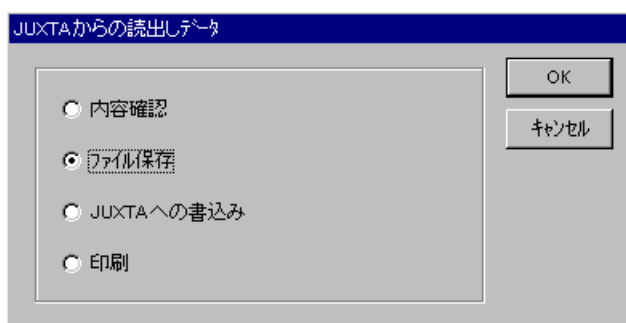 JUXTAからの読出しﾃﾞｰﾀ
内容確認
ﾌｧｲﾙ保存
JUXTAへの書込み
印刷
OK
ｷｬﾝｾﾙ